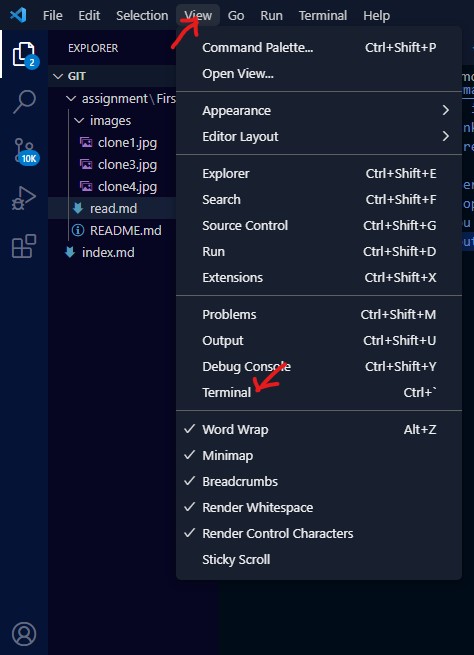 File Edit Selection View Go Run Terminal Help
EXPLORER
GIT
assignment\Firs
images
clone1.jpg
clone3.jpg
clone4.jpg
read.md
README.md
index.md
2
10K
Command Palette... Ctrl+Shift+P
Open View...
Appearance
Editor Layout
Explorer Ctrl+Shift+E
Search Ctrl+Shift+F
Source Control Ctrl+Shift+G
Run Ctrl+Shift+D
Extensions Ctrl+Shift+X
Problems Ctrl+Shift+M
Output Ctrl+Shift+U
Debug Console Ctrl+Shift+Y
Terminal Ctrl+`
Word Wrap Alt+Z
Minimap
Breadcrumbs
Render Whitespace
Render Control Characters
Sticky Scroll